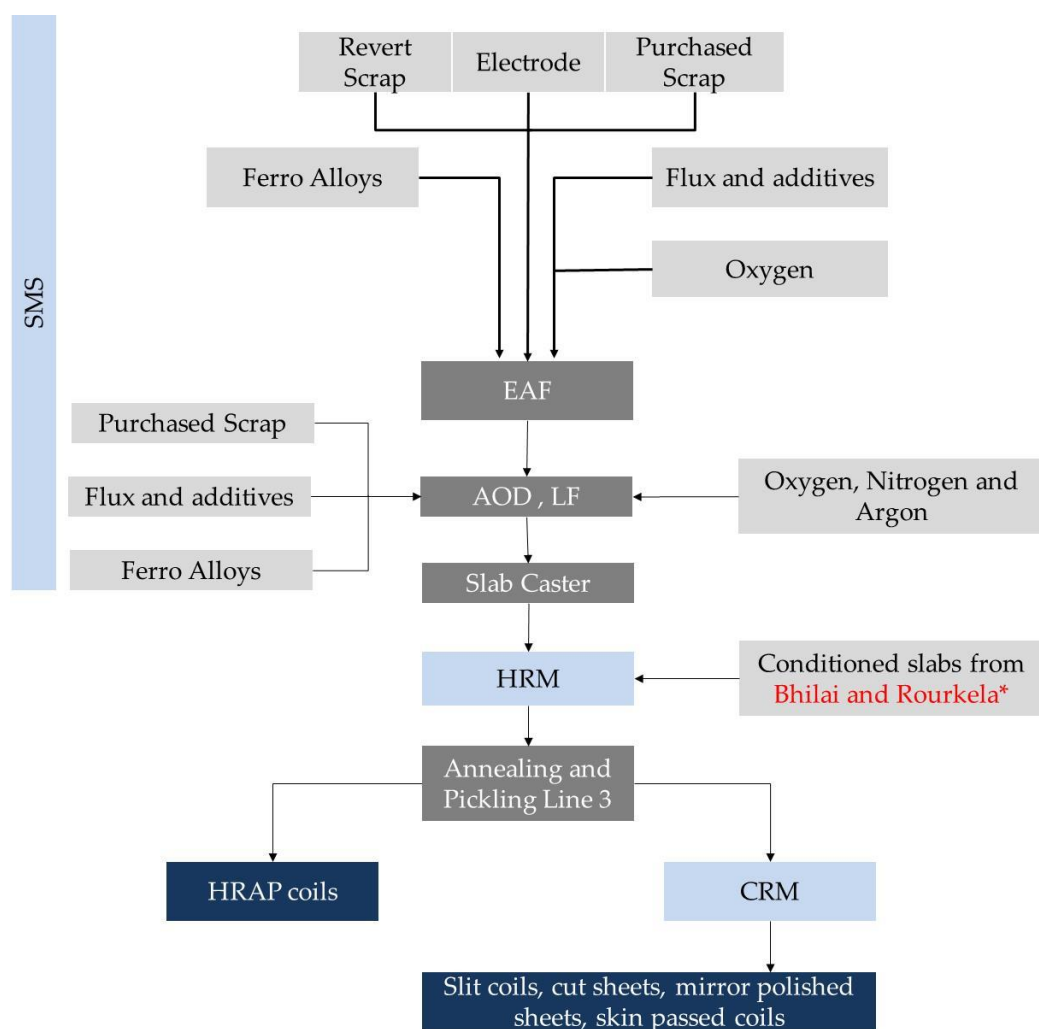 Revert
Scrap
Electrode
Purchased
Scrap
Ferro Alloys
Flux and additives
Oxygen
SMS
EAF
Purchased Scrap
Flux and additives
AOD , LF
Oxygen, Nitrogen and
Argon
Ferro Alloys
Slab Caster
HRM
Conditioned slabs from
Bhilai and Rourkela*
Annealing and
Pickling Line 3
HRAP coils
CRM
Slit coils, cut sheets, mirror polished
sheets, skin passed coils